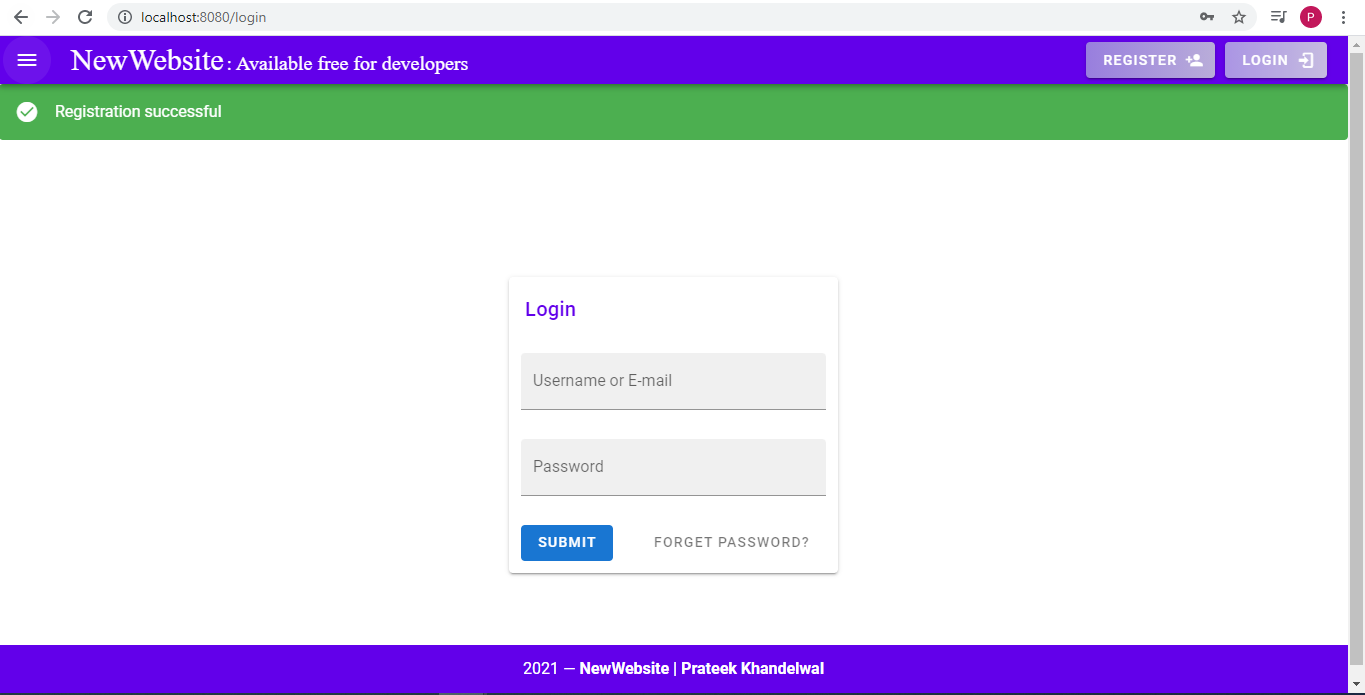 localhost:8080/login
P
NewWebsite : Available free for developers
REGISTER
LOGIN
Registration successful
Login
Username or E-mail
Password
SUBMIT
FORGET PASSWORD?
2021 — NewWebsite | Prateek Khandelwal